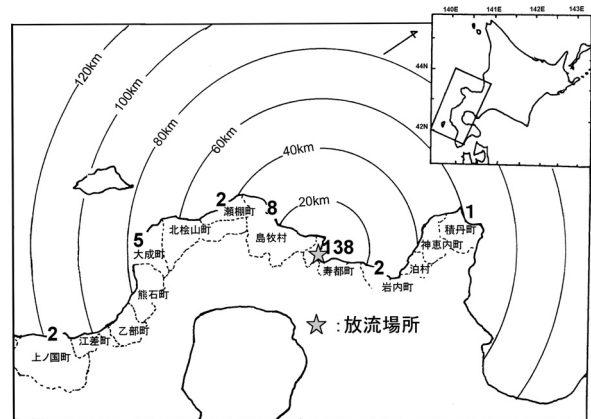 140E 141E 142E 143E
44N
42N
120km
100km
80km
60km
40km
20km
2
瀬棚町
8
島牧村
北桧山町
5
大成町
熊石町
乙部町
江差町
2
上ノ国町
138
寿都町
2
岩内町
泊村
神恵内町
1
積丹町
☆:放流場所